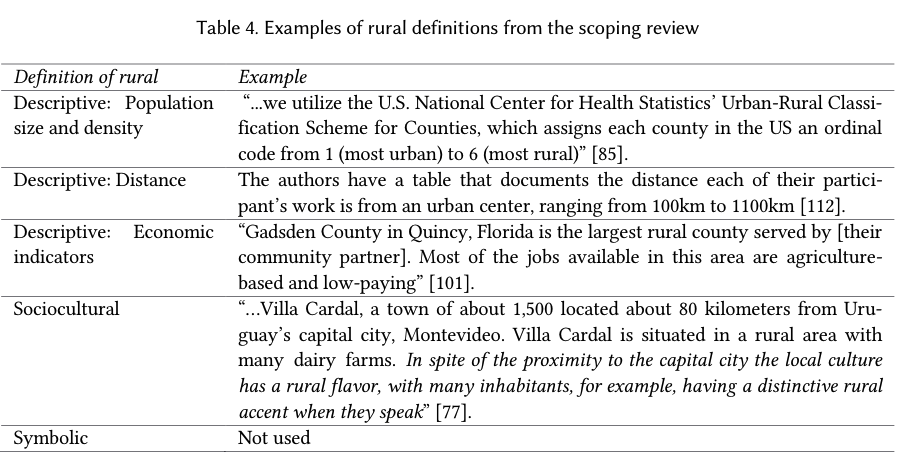 Table 4. Examples of rural definitions from the scoping review
Definition of rural Example
Descriptive: Population “...we utilize the U.S. National Center for Health Statistics’ Urban-Rural Classi-
size and density fication Scheme for Counties, which assigns each county in the US an ordinal
code from 1 (most urban) to 6 (most rural)” [85].
Descriptive: Distance The authors have a table that documents the distance each of their partici-
pant’s work is from an urban center, ranging from 100km to 1100km [112].
Descriptive: Economic “Gadsden County in Quincy, Florida is the largest rural county served by [their
indicators community partner]. Most of the jobs available in this area are agriculture-
based and low-paying” [101].
Sociocultural “…Villa Cardal, a town of about 1,500 located about 80 kilometers from Uru-
guay’s capital city, Montevideo. Villa Cardal is situated in a rural area with
many dairy farms. In spite of the proximity to the capital city the local culture
has a rural flavor, with many inhabitants, for example, having a distinctive rural
accent when they speak” [77].
Symbolic Not used